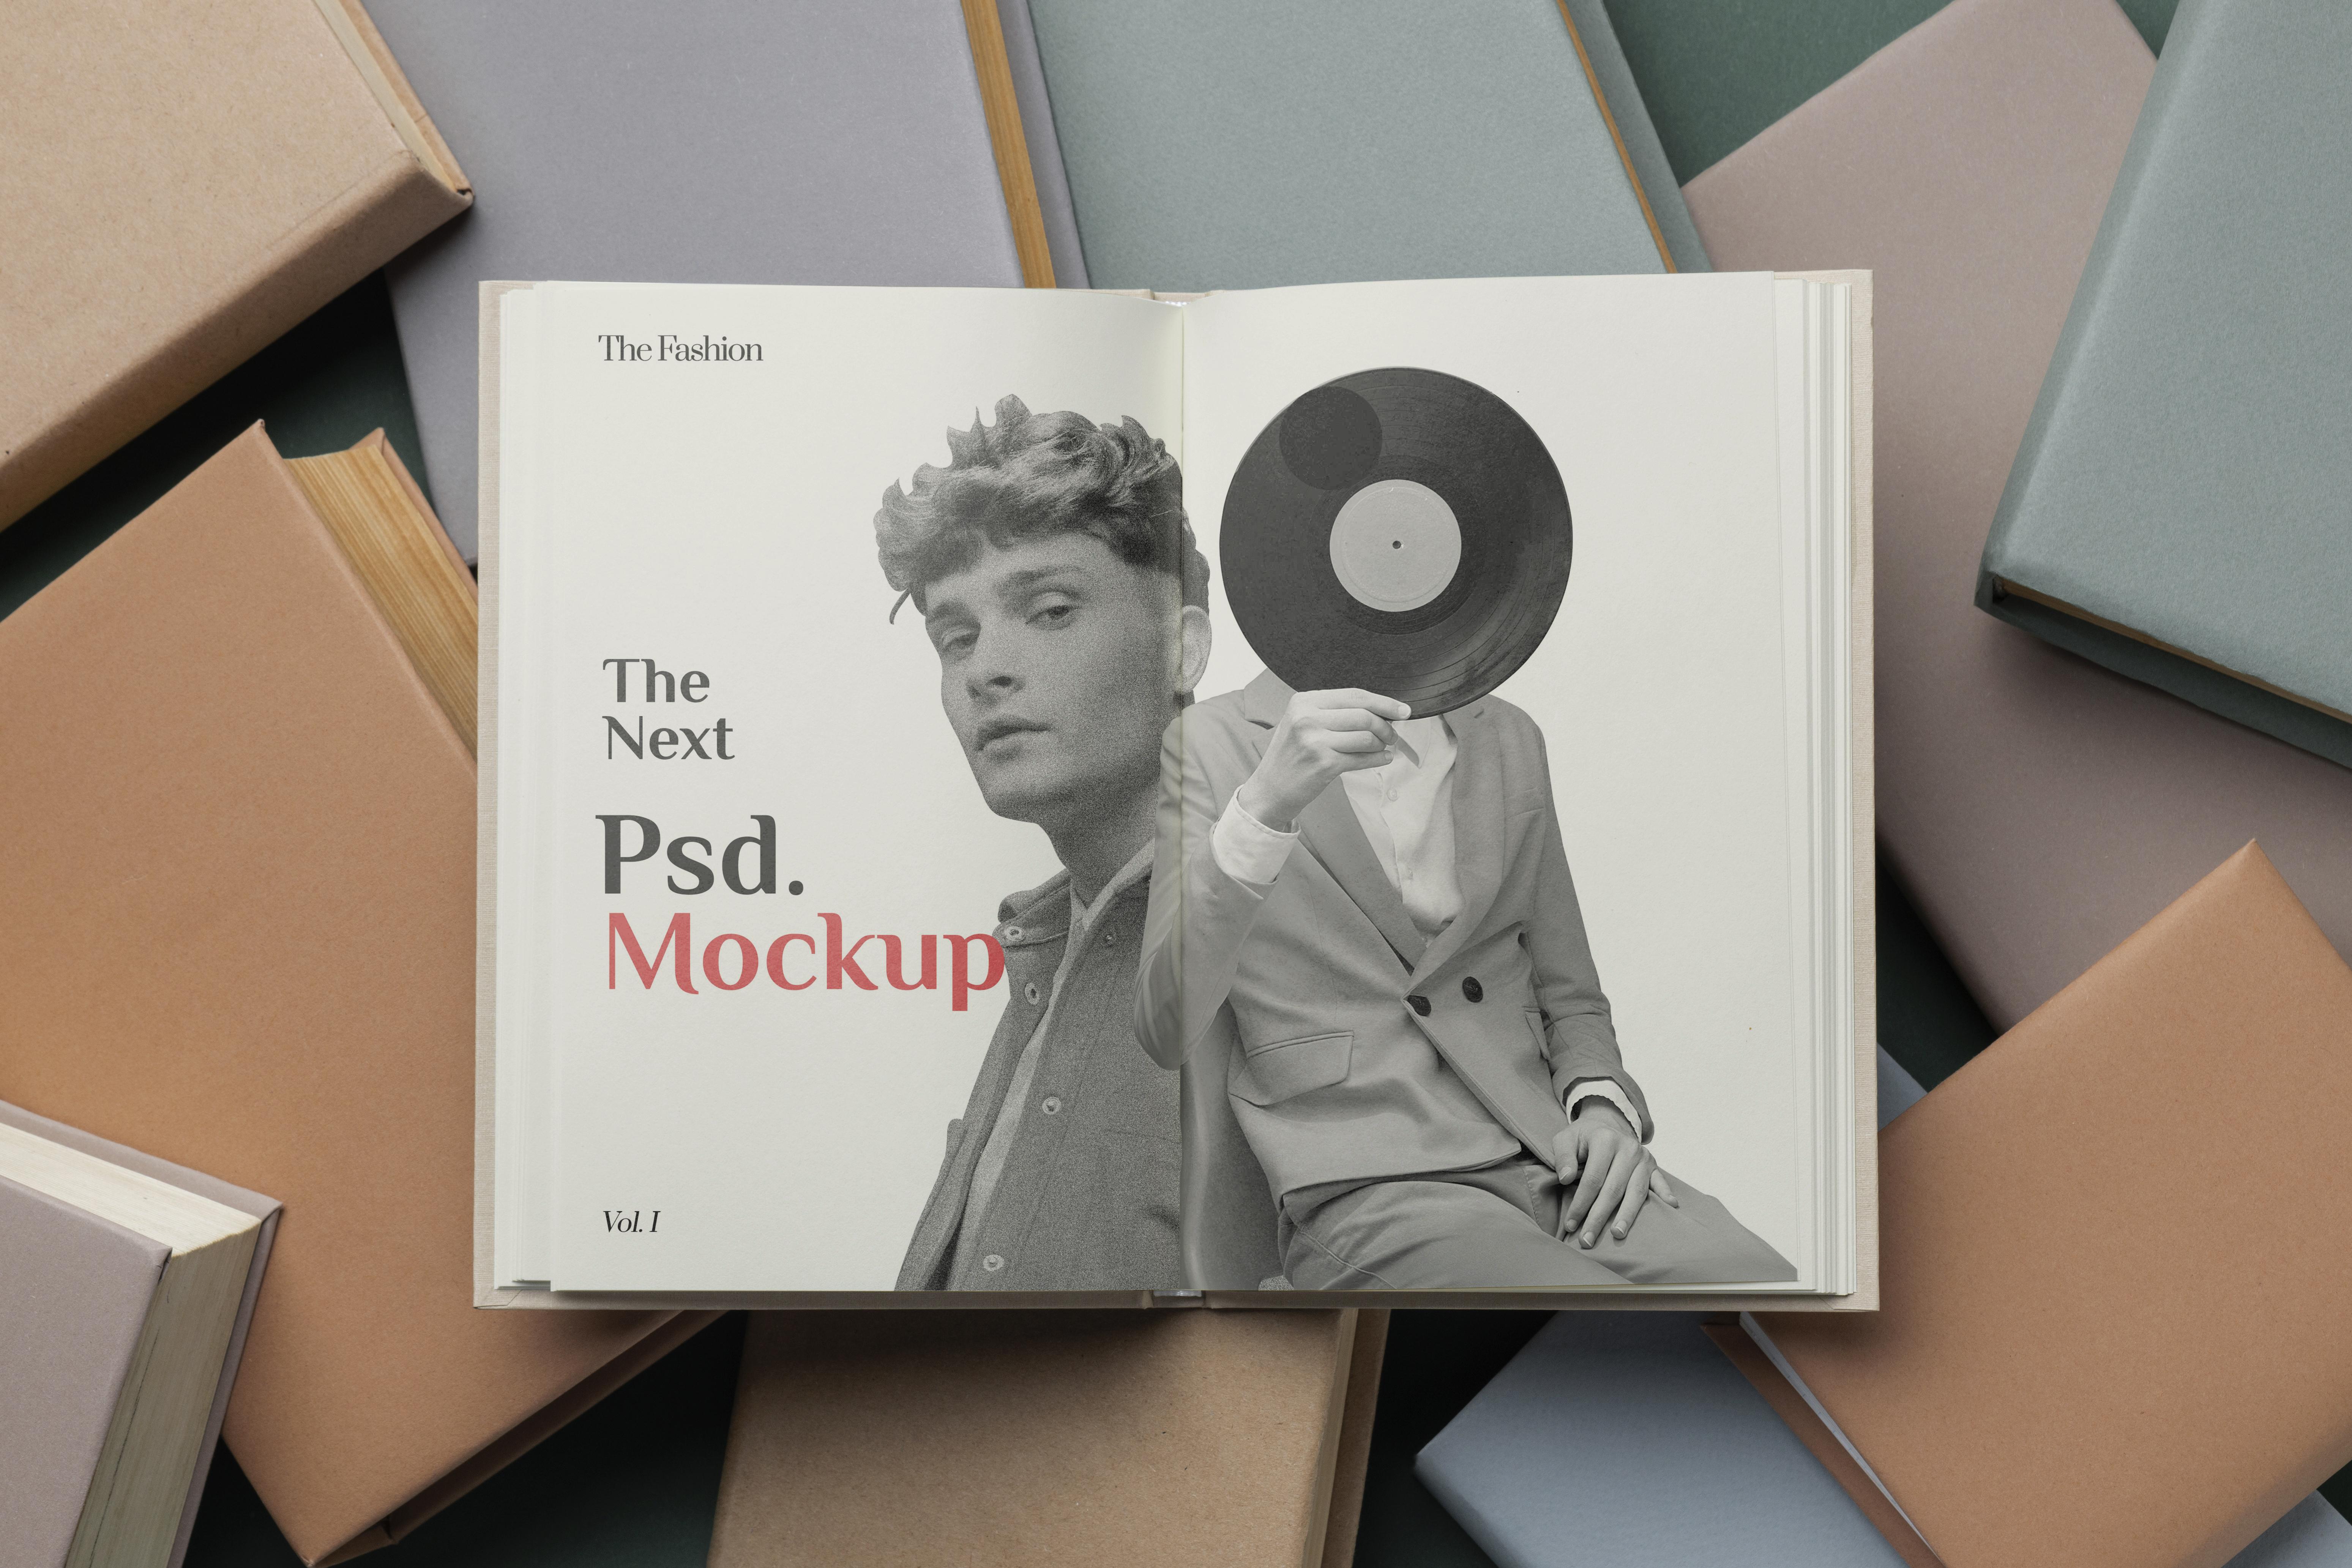 The Fashion
The
Next
Psd.
Mockup
Vol. I